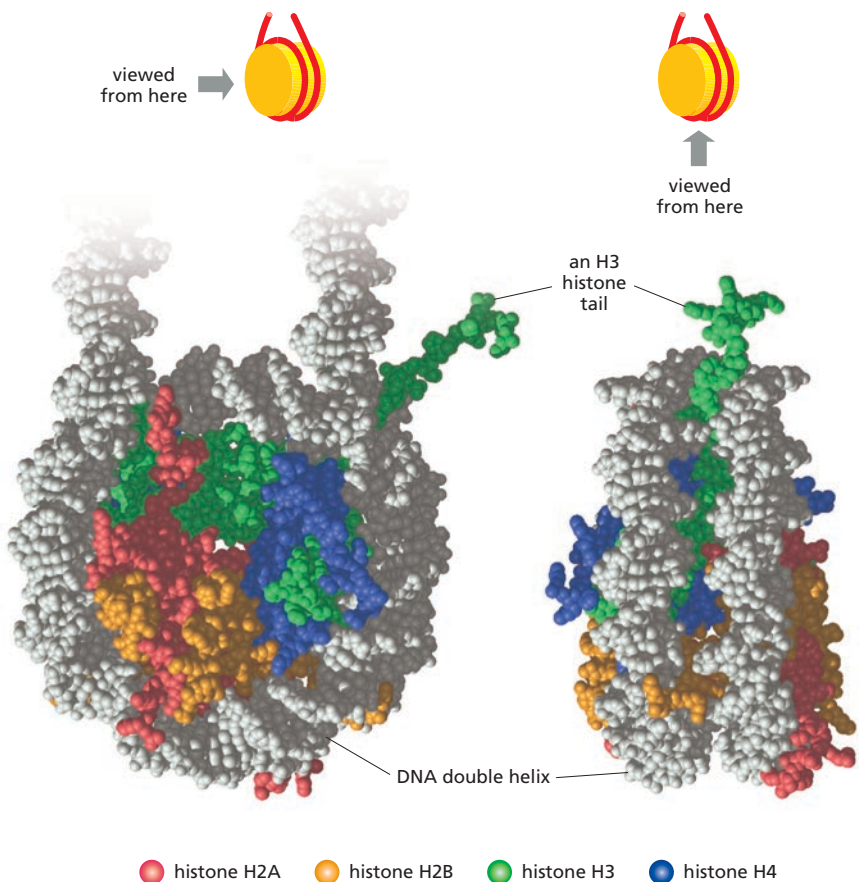 viewed
from here
viewed
from here
an H3
histone
tail
DNA double helix
histone H2A
histone H2B
histone H3
histone H4